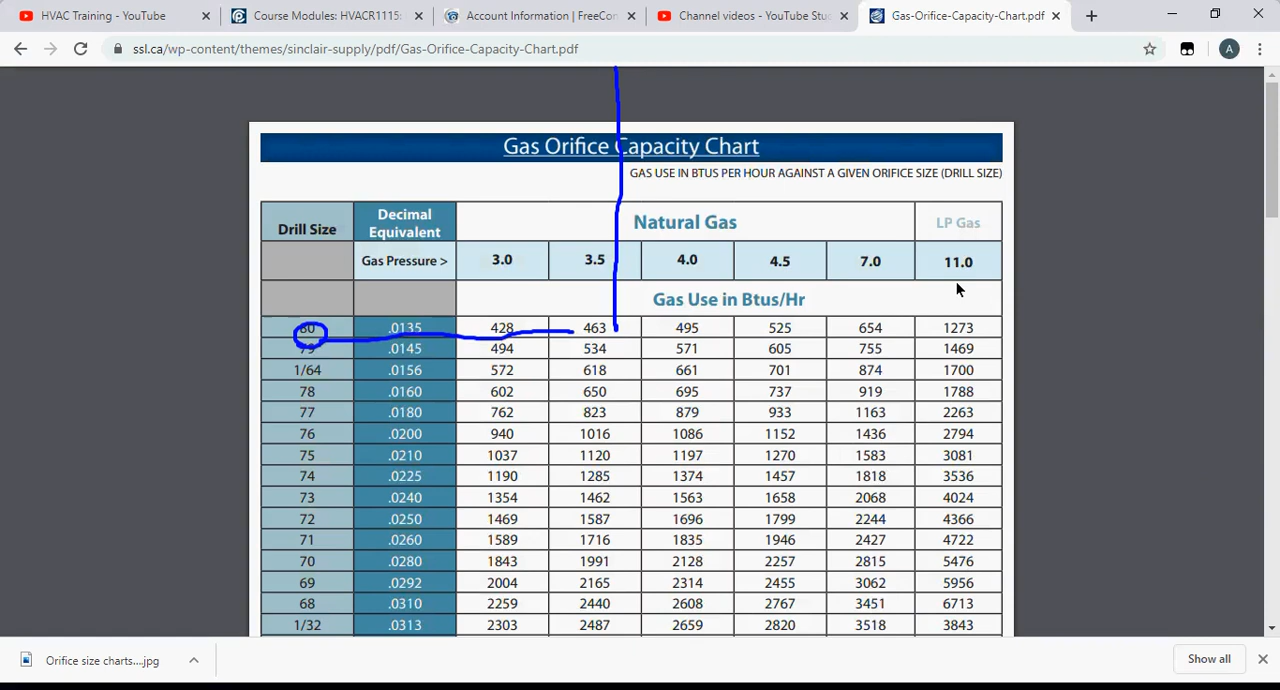 HVAC Training - YouTube
Course Modules: HVACR1115:
Account Information | FreeCon
Channel videos - YouTube Stu
Gas-Orifice-Capacity-Chart.pdf
ssl.ca/wp-content/themes/sinclair-supply/pdf/Gas-Orifice-Capacity-Chart.pdf
A
Gas Orifice Capacity Chart
GAS USE IN BTUS PER HOUR AGAINST A GIVEN ORIFICE SIZE (DRILL SIZE)
Drill Size Decimal Equivalent Natural Gas LP Gas
Gas Pressure > 3.0 3.5 4.0 4.5 7.0 11.0
Gas Use in Btus/Hr
80 .0135 428 463 495 525 654 1273
79 .0145 494 534 571 605 755 1469
1/64 .0156 572 618 661 701 874 1700
78 .0160 602 650 695 737 919 1788
77 .0180 762 823 879 933 1163 2263
76 .0200 940 1016 1086 1152 1436 2794
75 .0210 1037 1120 1197 1270 1583 3081
74 .0225 1190 1285 1374 1457 1818 3536
73 .0240 1354 1462 1563 1658 2068 4024
72 .0250 1469 1587 1696 1799 2244 4366
71 .0260 1589 1716 1835 1946 2427 4722
70 .0280 1843 1991 2128 2257 2815 5476
69 .0292 2004 2165 2314 2455 3062 5956
68 .0310 2259 2440 2608 2767 3451 6713
1/32 .0313 2303 2487 2659 2820 3518 3843
Orifice size charts....jpg
Show all